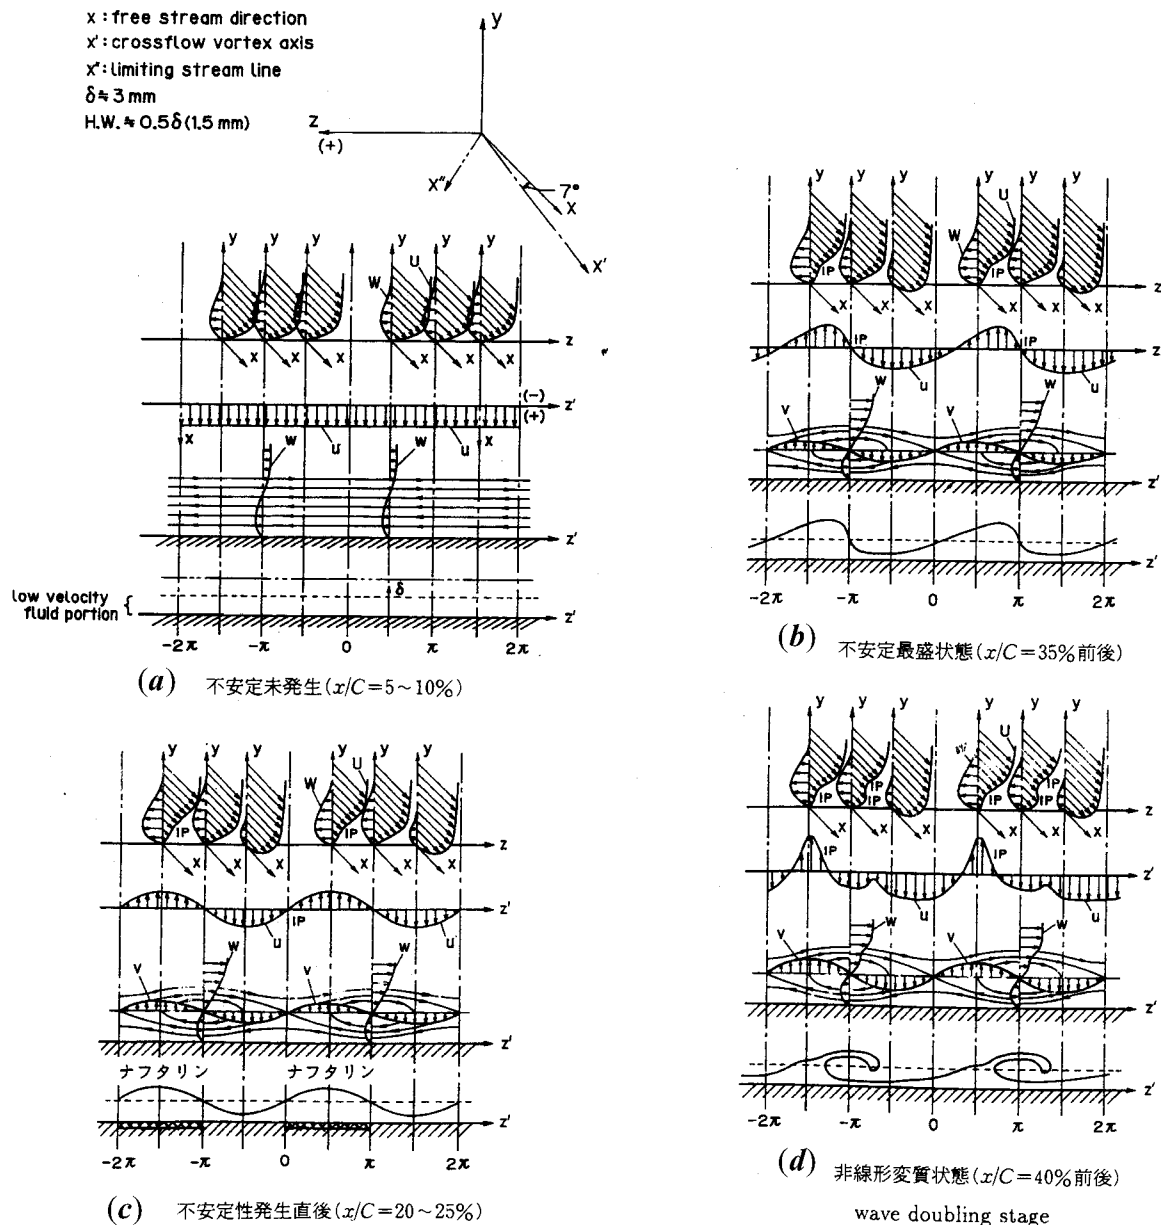 x : free stream direction
x' : crossflow vortex axis
x" : limiting stream line
δ≒3 mm
H.W.≒0.5δ(1.5 mm)
y
z
(+)
x"
7°
x
x'
y y y y y y
W U
z
x x x x x x
(-)
z'
(+)
x u u x
w w
z'
δ
low velocity
fluid portion
z'
-2π -π 0 π 2π
(a) 不安定未発生(x/C=5~10%)
y y y y y y
W U
IP IP
z
x x x x x x
IP IP
z
u u
w w
v v
z'
z'
-2π -π 0 π 2π
(b) 不安定最盛状態(x/C=35%前後)
y y y y y y
W U
IP IP
z
x x x x x x
z'
IP
u u
w w
v v
z'
ナフタリン ナフタリン
z'
-2π -π 0 π 2π
(c) 不安定性発生直後(x/C=20~25%)
y y y y y y
U
IP IP IP IP IP IP
z
x x x x x x
IP IP
z'
u u
w w
v v
z'
z'
-2π -π 0 π 2π
(d) 非線形変質状態(x/C=40%前後)
wave doubling stage